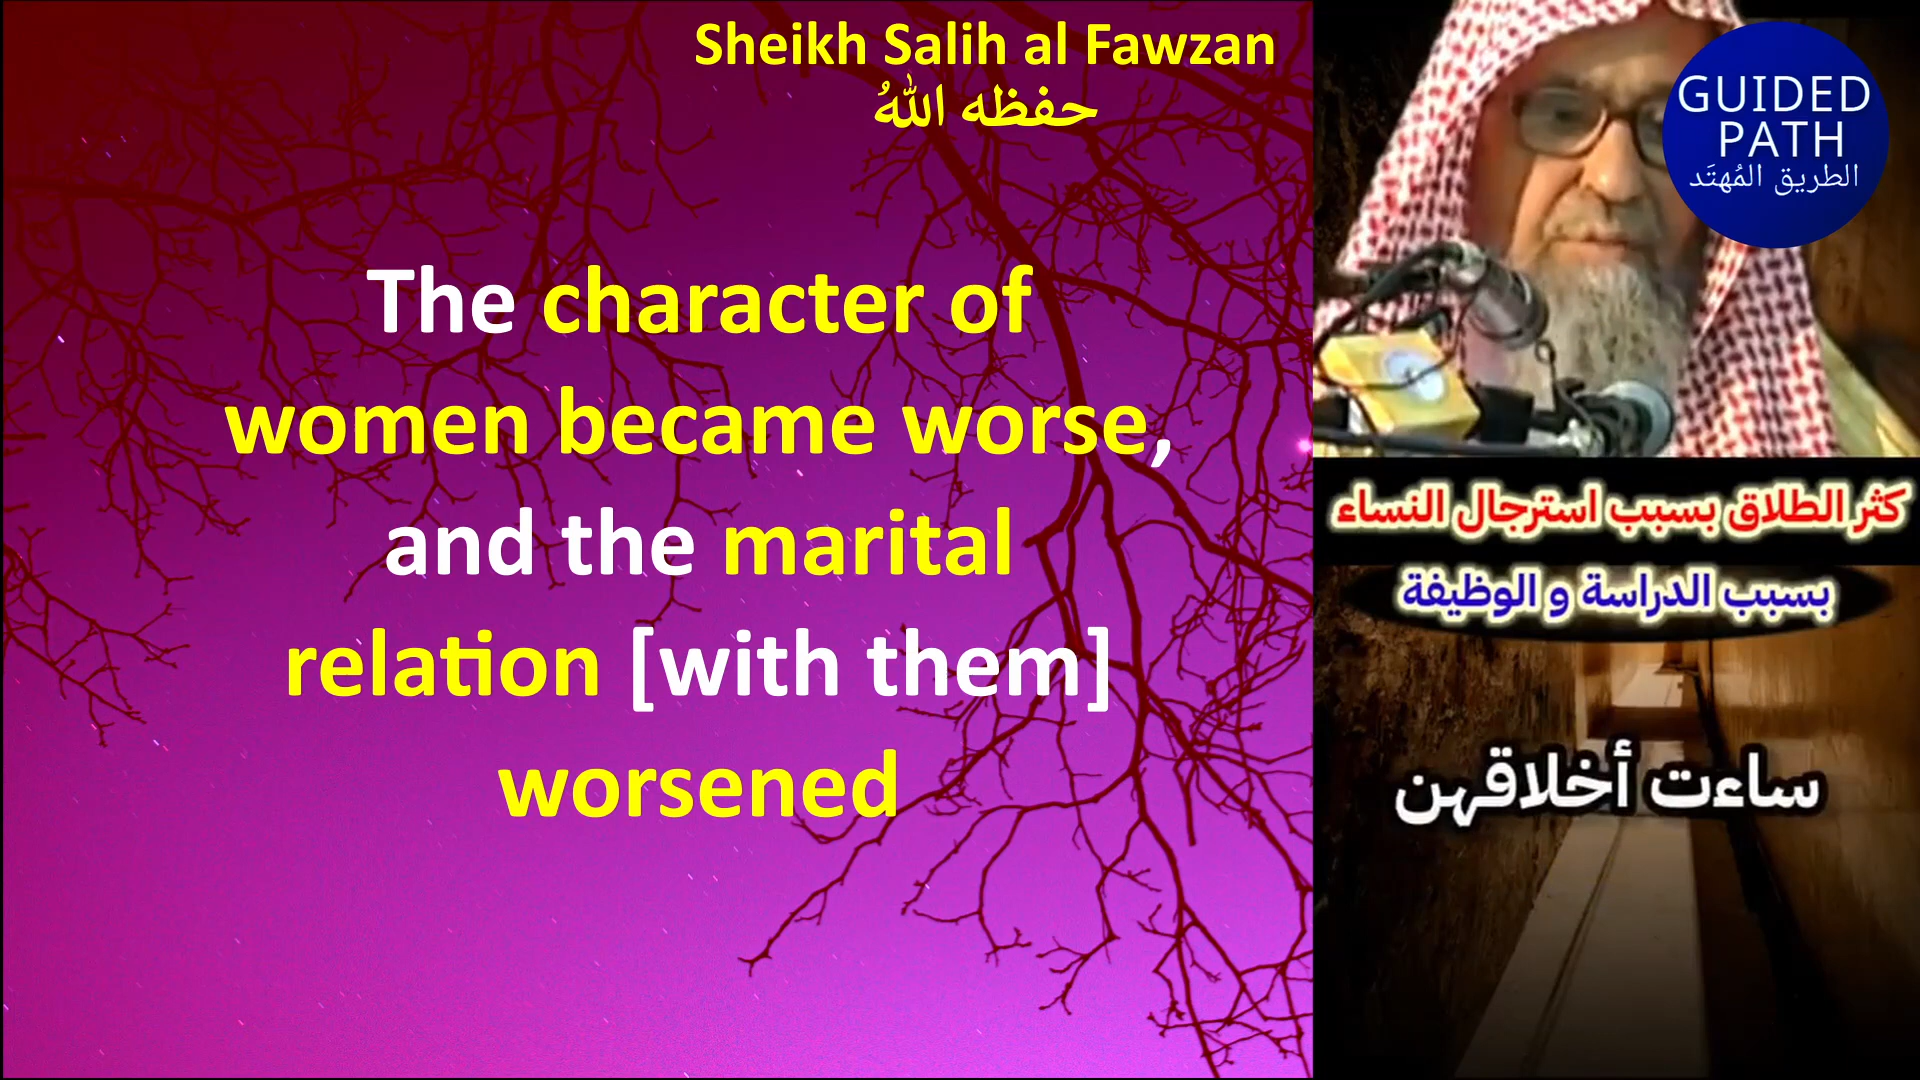 Sheikh Salih al Fawzan
حفظه اللهُ
The character of
women became worse,
and the marital
relation [with them]
worsened
GUIDED
PATH
الطريق المُهتَد
كثر الطلاق بسبب استرجال النساء
بسبب الدراسة و الوظيفة
ساءت أخلاقهن